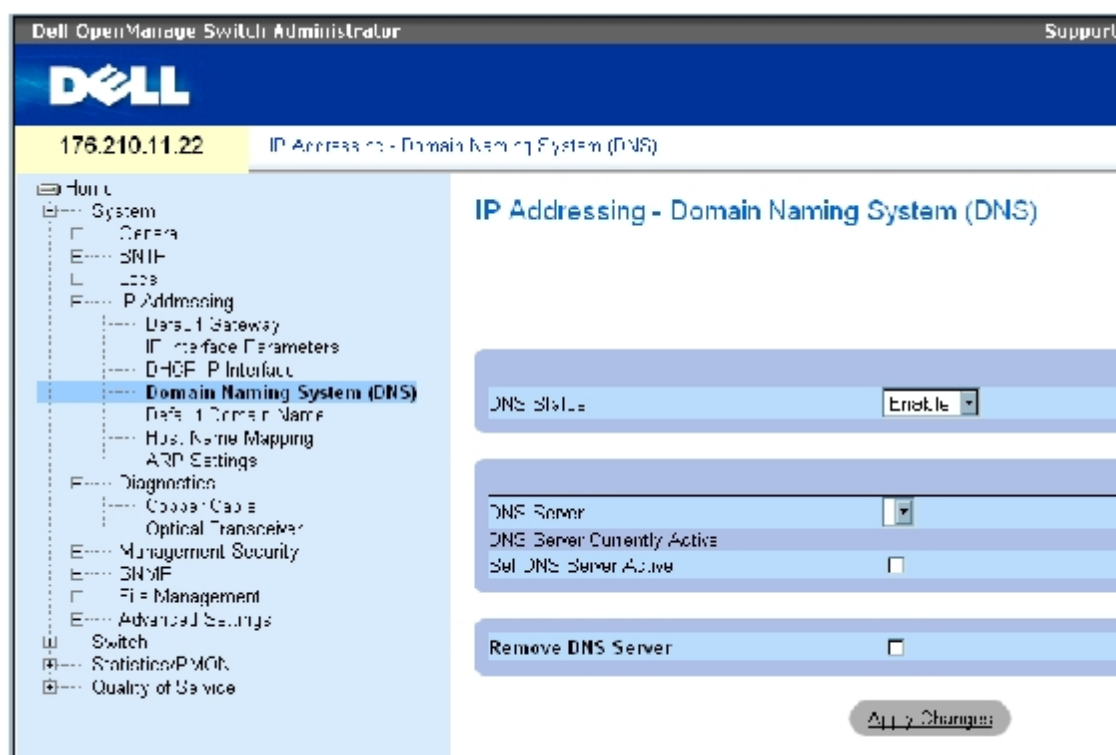 Dell OpenManage Switch Administrator
Support
DELL
176.210.11.22
IP Addressing - Domain Naming System (DNS)
Home
System
General
SNTP
Logs
IP Addressing
Default Gateway
IP Interface Parameters
DHCP IP Interface
Domain Naming System (DNS)
Default Domain Name
Host Name Mapping
ARP Settings
Diagnostics
Copper Cable
Optical Transceiver
Management Security
SNMP
File Management
Advanced Settings
Switch
Statistics/RMON
Quality of Service
IP Addressing - Domain Naming System (DNS)
DNS Status
Enable
DNS Server
DNS Server Currently Active
Set DNS Server Active
Remove DNS Server
Apply Changes